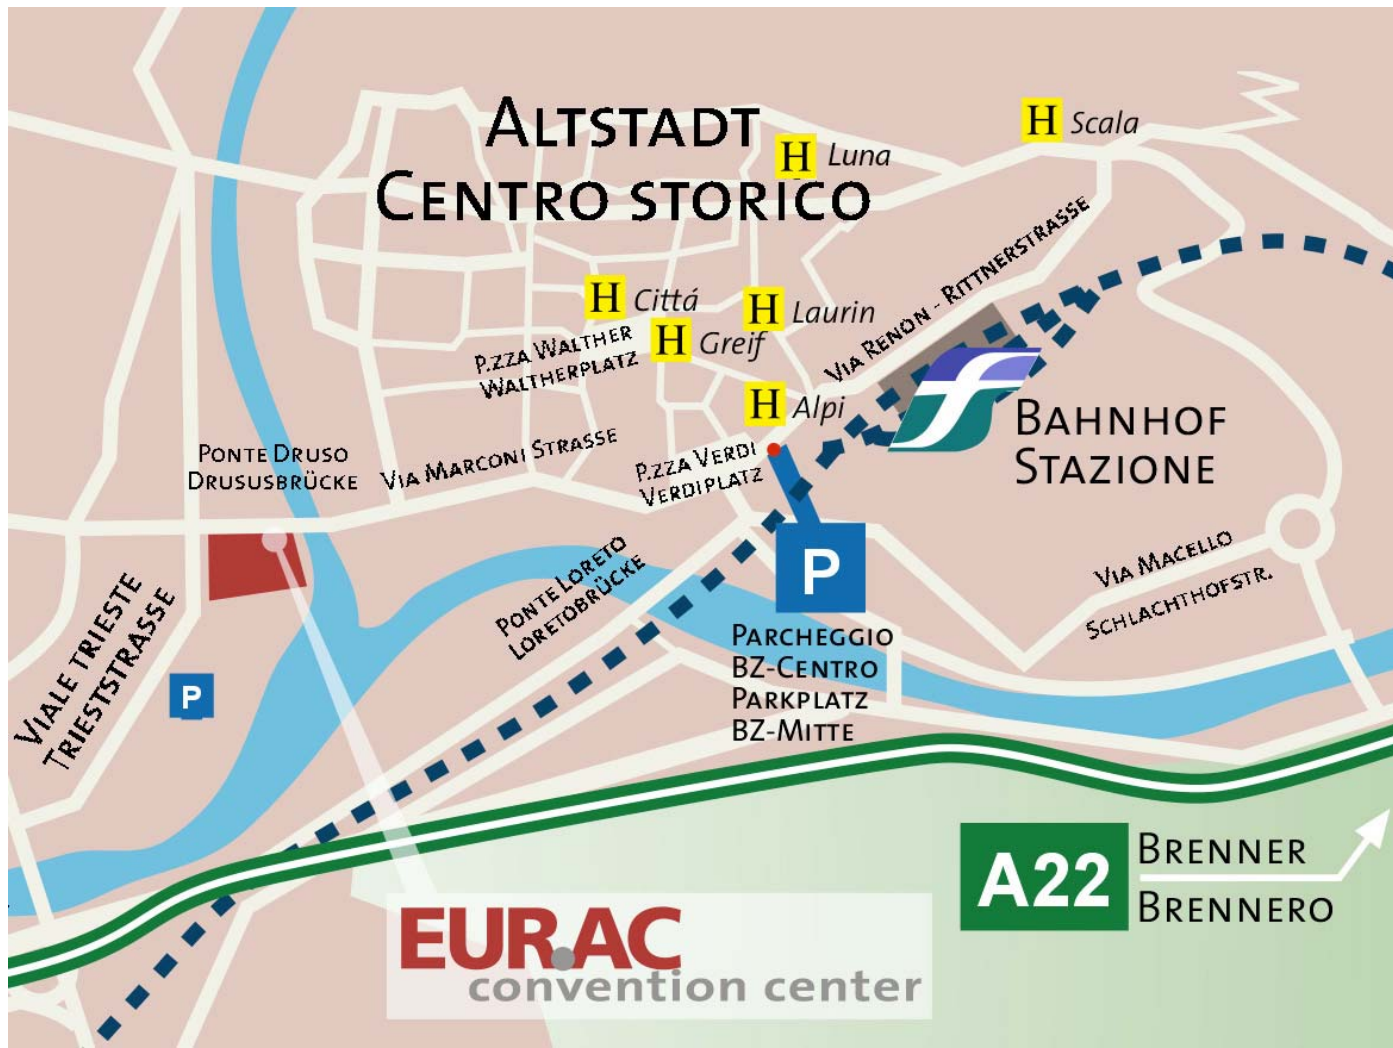 ALTSTADT
CENTRO STORICO
H Scala
H Luna
H Cittá
H Laurin
H Greif
H Alpi
P.ZZA WALTHER
WALTHERPLATZ
VIA RENON - RITTNERSTRASSE
BAHNHOF
STAZIONE
PONTE DRUSO
DRUSUSBRÜCKE
VIA MARCONI STRASSE
P.ZZA VERDI
VERDIPLATZ
PONTE LORETO
LORETOBRÜCKE
P
PARCHEGGIO
BZ-CENTRO
PARKPLATZ
BZ-MITTE
VIA MACELLO
SCHLACHTHOFSTR.
VIALE TRIESTE
TRIESTSTRASSE
P
A22
BRENNER
BRENNERO
EUR.AC
convention center